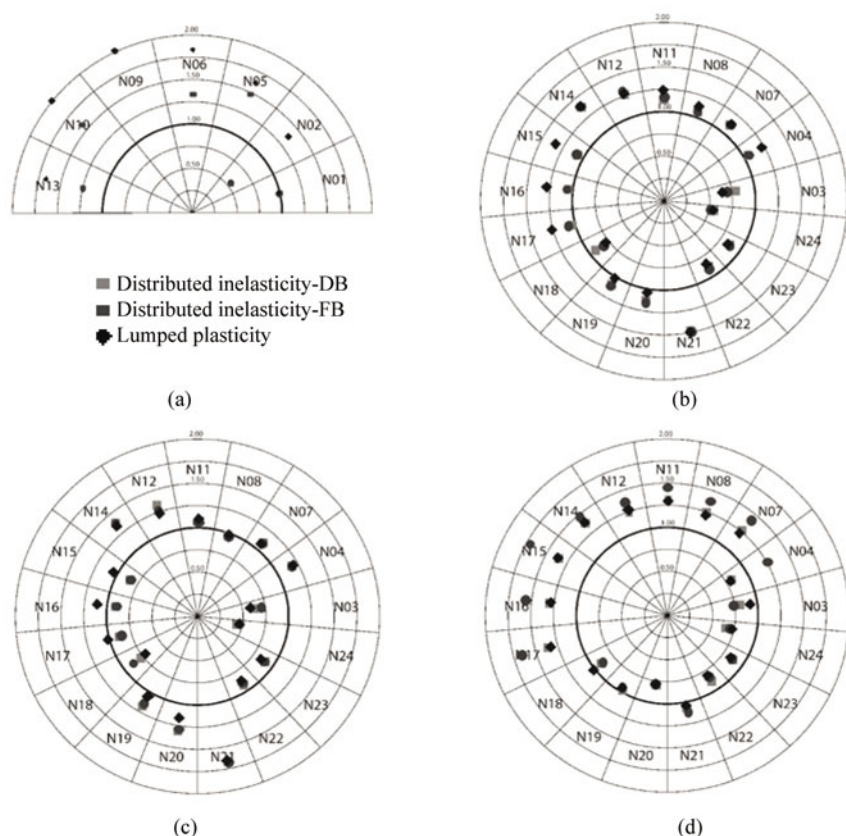 2.00
N06
N09
1.50
N05
N10
1.00
N02
0.50
N13
N01
Distributed inelasticity-DB
Distributed inelasticity-FB
Lumped plasticity
(a)
2.00
N11
N12
N08
1.50
N14
N07
1.00
N15
N04
0.50
N16
N03
N17
N24
N18
N23
N19
N22
N20
N21
(b)
2.00
N11
N12
N08
1.50
N14
N07
1.00
N15
N04
0.50
N16
N03
N17
N24
N18
N23
N19
N22
N20
N21
(c)
2.00
N11
N12
N08
1.50
N14
N07
1.00
N15
N04
0.50
N16
N03
N17
N24
N18
N23
N19
N22
N20
N21
(d)